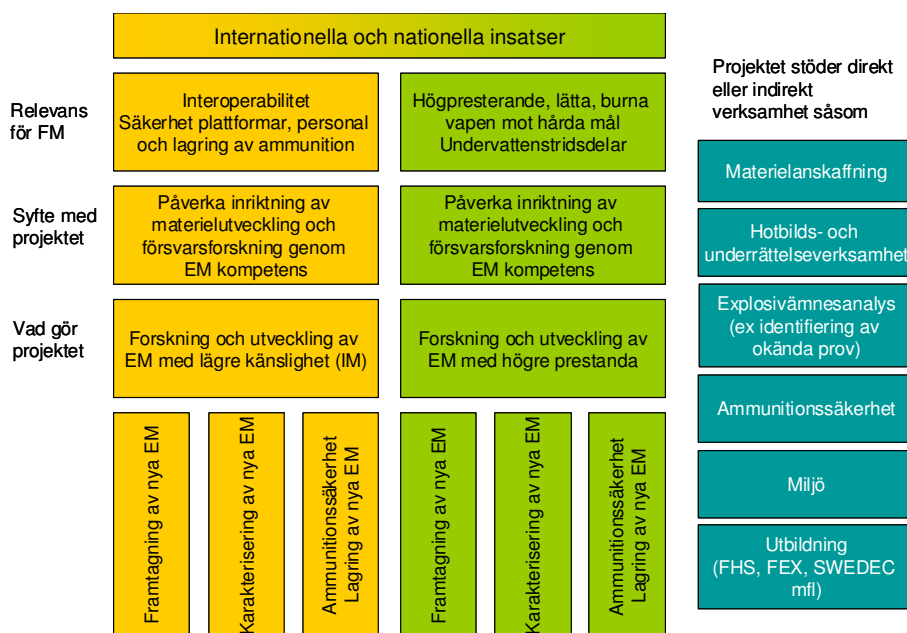 Internationella och nationella insatser
Relevans
för FM
Interoperabilitet
Säkerhet plattformar, personal
och lagring av ammunition
Högpresterande, lätta, burna
vapen mot hårda mål
Undervattenstridsdelar
Syfte med
projektet
Påverka inriktning av
materielutveckling och
försvarsforskning genom
EM kompetens
Påverka inriktning av
materielutveckling och
försvarsforskning genom
EM kompetens
Vad gör
projektet
Forskning och utveckling av
EM med lägre känslighet (IM)
Forskning och utveckling av
EM med högre prestanda
Framtagning av nya EM
Karakterisering av nya EM
Ammunitionssäkerhet
Lagring av nya EM
Framtagning av nya EM
Karakterisering av nya EM
Ammunitionssäkerhet
Lagring av nya EM
Projektet stöder direkt
eller indirekt
verksamhet såsom
Materielanskaffning
Hotbilds- och
underrättelseverksamhet
Explosivämnesanalys
(ex identifiering av
okända prov)
Ammunitionssäkerhet
Miljö
Utbildning
(FHS, FEX, SWEDEC
mfl)